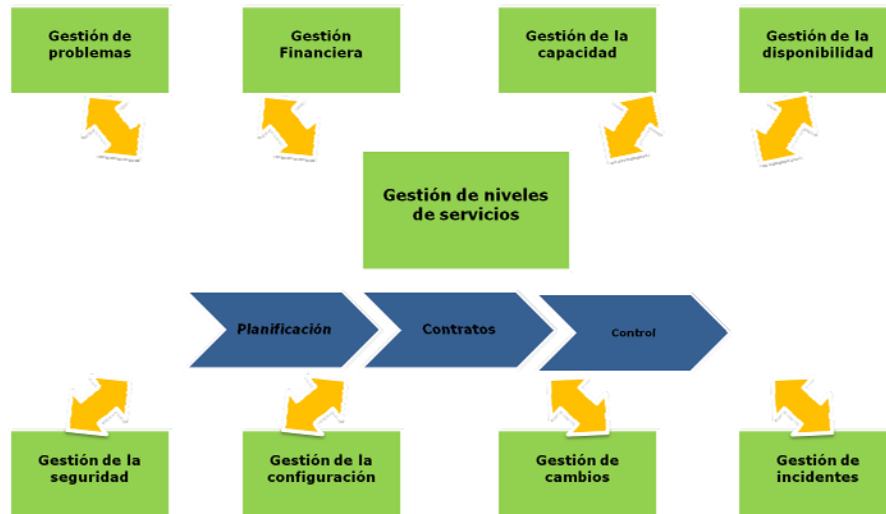 Gestión de
problemas
Gestión
Financiera
Gestión de la
capacidad
Gestión de la
disponibilidad
Gestión de niveles
de servicios
Planificación
Contratos
Control
Gestión de la
seguridad
Gestión de la
configuración
Gestión de
cambios
Gestión de
incidentes